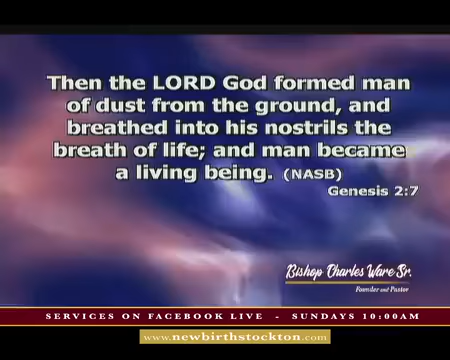 Then the LORD God formed man
of dust from the ground, and
breathed into his nostrils the
breath of life; and man became
a living being. (NASB)
Genesis 2:7
Bishop Charles Ware Sr.
Founder and Pastor
SERVICES ON FACEBOOK LIVE - SUNDAYS 10:00AM
www.newbirthstockton.com